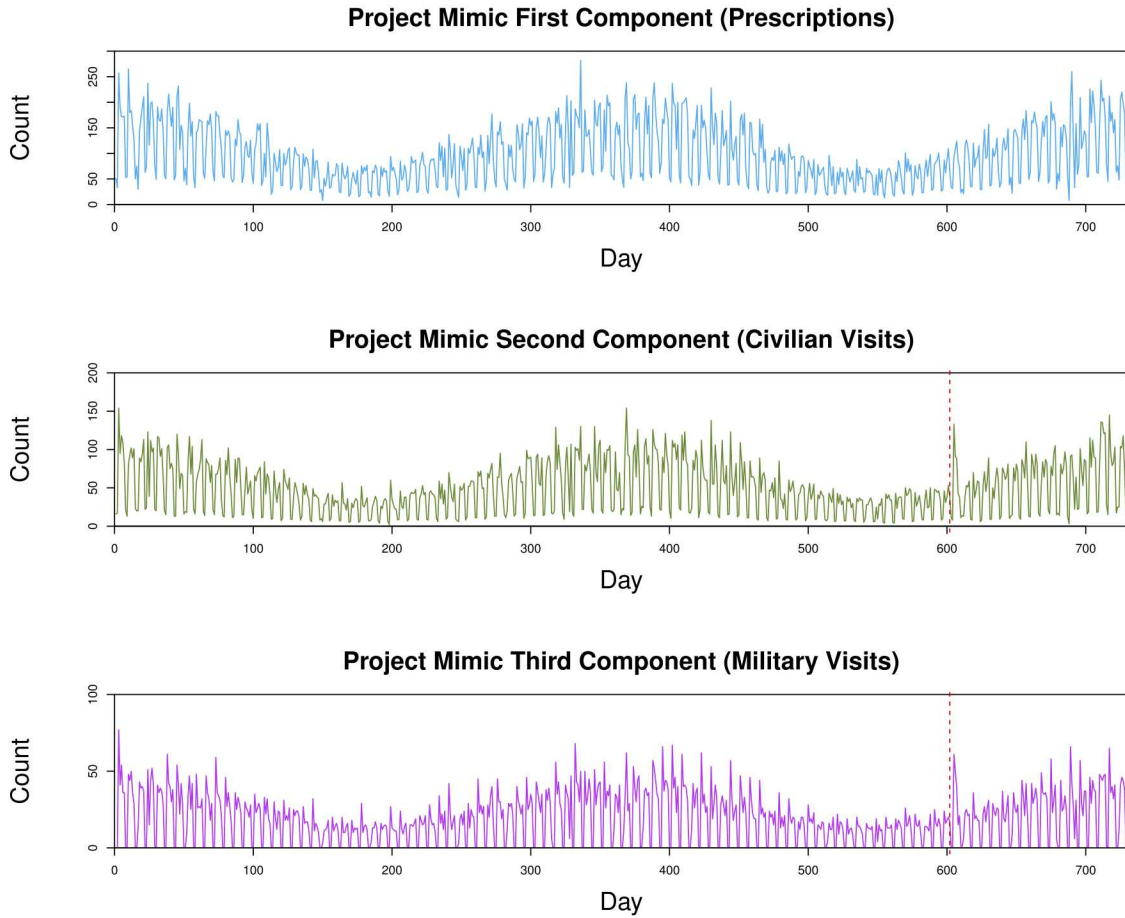 Project Mimic First Component (Prescriptions)
Count
250
150
50
0
0 100 200 300 400 500 600 700
Day
Project Mimic Second Component (Civilian Visits)
Count
200
150
100
50
0
0 100 200 300 400 500 600 700
Day
Project Mimic Third Component (Military Visits)
Count
100
50
0
0 100 200 300 400 500 600 700
Day